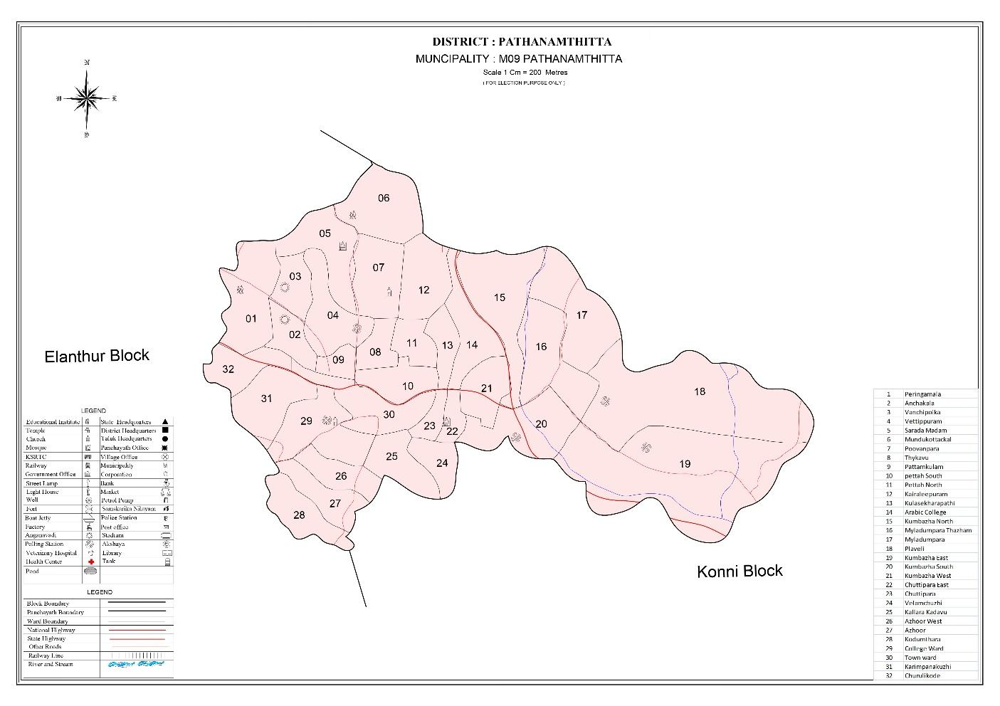 DISTRICT : PATHANAMTHITTA
MUNCIPALITY : M09 PATHANAMTHITTA
Scale 1 Cm = 200 Metres
( FOR ELECTION PURPOSE ONLY )
N
W E
S
06
05
03
07
12
15
17
01
02
04
09
08
11
13
14
16
32
31
10
21
18
29
30
23
22
20
25
24
19
26
27
28
Elanthur Block
Konni Block
LEGEND
Educational Institute State Headquarters
Temple District Headquarters
Church Taluk Headquarters
Mosque Panchayath Office
KSRTC Village Office
Railway Muncipality
Government Office Corporation
Street Lamp Bank
Light House Market
Well Petrol Pump
Fort Samskarika Nilayam
Boat Jetty Police Station
Factory Post office
Anganavadi Stadium
Polling Station Akshaya
Veterinary Hospital Library
Health Center Tank
Pond
LEGEND
Block Boundary
Panchayath Boundary
Ward Boundary
National Highway
State Highway
Other Roads
Railway Line
River and Stream
1 Peringamala
2 Anchakala
3 Vanchipoika
4 Vettippuram
5 Sarada Madam
6 Mundukottackal
7 Poovanpara
8 Thykavu
9 Pattamkulam
10 pettah South
11 Pettah North
12 Kairaleepuram
13 Kulasekharapathi
14 Arabic College
15 Kumbazha North
16 Myladumpara Thazham
17 Myladumpara
18 Plaveli
19 Kumbazha East
20 Kumbazha South
21 Kumbazha West
22 Chuttipara East
23 Chuttipara
24 Velamchuzhi
25 Kallara Kadavu
26 Azhoor West
27 Azhoor
28 Kodumthara
29 College Ward
30 Town ward
31 Karimpanakuzhi
32 Churulikode